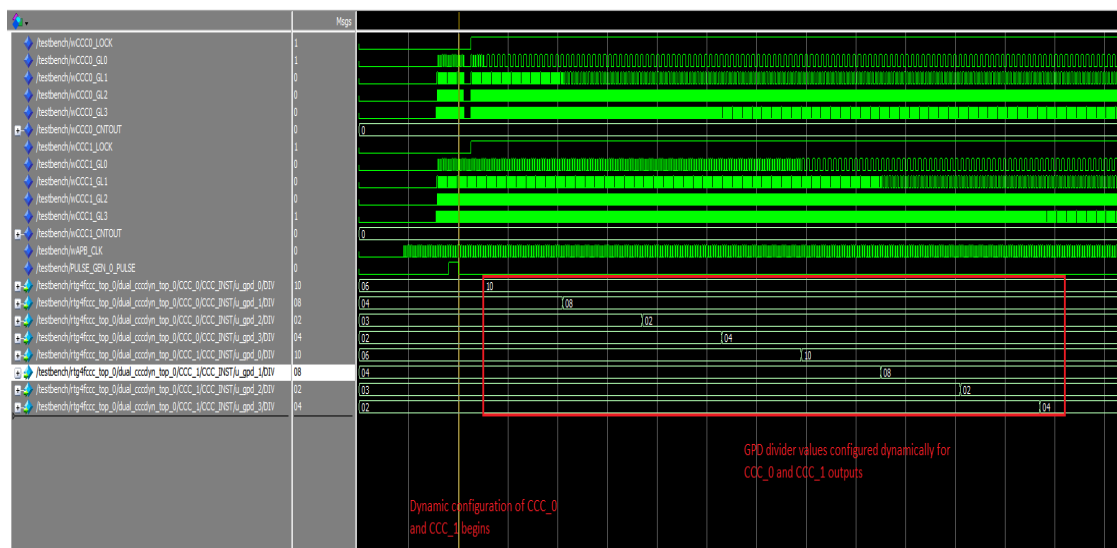 Msgs
/testbench/wCCC0_LOCK 1
/testbench/wCCC0_GL0 1
/testbench/wCCC0_GL1 0
/testbench/wCCC0_GL2 0
/testbench/wCCC0_GL3 0
/testbench/wCCC0_CNTOUT 0 0
/testbench/wCCC1_LOCK 1
/testbench/wCCC1_GL0 0
/testbench/wCCC1_GL1 0
/testbench/wCCC1_GL2 0
/testbench/wCCC1_GL3 1
/testbench/wCCC1_CNTOUT 0 0
/testbench/wAPB_CLK 0
/testbench/PULSE_GEN_0_PULSE 0
/testbench/rtg4fccc_top_0/dual_cccdyn_top_0/CCC_0/CCC_INST/u_gpd_0/DIV 10 06 10
/testbench/rtg4fccc_top_0/dual_cccdyn_top_0/CCC_0/CCC_INST/u_gpd_1/DIV 08 04 08
/testbench/rtg4fccc_top_0/dual_cccdyn_top_0/CCC_0/CCC_INST/u_gpd_2/DIV 02 03 02
/testbench/rtg4fccc_top_0/dual_cccdyn_top_0/CCC_0/CCC_INST/u_gpd_3/DIV 04 02 04
/testbench/rtg4fccc_top_0/dual_cccdyn_top_0/CCC_1/CCC_INST/u_gpd_0/DIV 10 06 10
/testbench/rtg4fccc_top_0/dual_cccdyn_top_0/CCC_1/CCC_INST/u_gpd_1/DIV 08 04 08
/testbench/rtg4fccc_top_0/dual_cccdyn_top_0/CCC_1/CCC_INST/u_gpd_2/DIV 02 03 02
/testbench/rtg4fccc_top_0/dual_cccdyn_top_0/CCC_1/CCC_INST/u_gpd_3/DIV 04 02 04
GPD divider values configured dynamically for
CCC_0 and CCC_1 outputs
Dynamic configuration of CCC_0
and CCC_1 begins